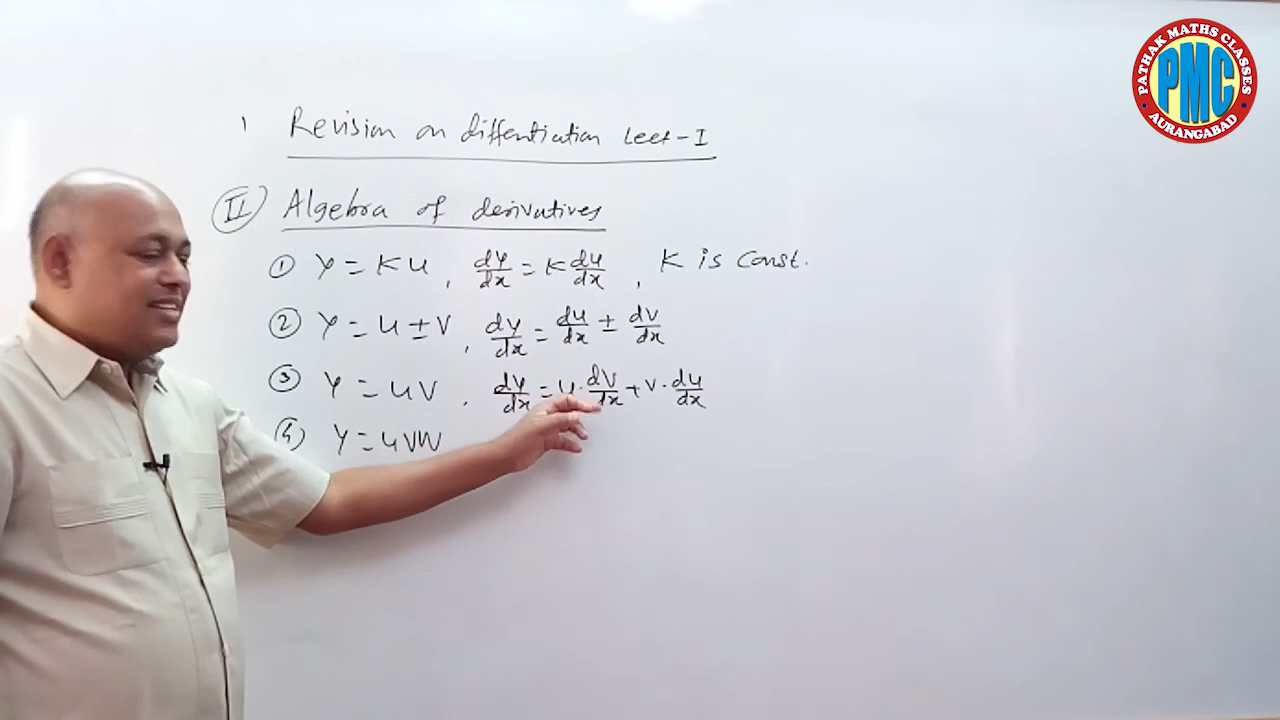 Revision on diffentiation Lect-I
II Algebra of derivatives
① y = Ku, dy/dx = K du/dx, K is const.
② y = u ± v, dy/dx = du/dx ± dv/dx
③ y = uv, dy/dx = u. dv/dx + v. du/dx
④ y = uvw
PATHAK MATHS CLASSES
PMC
AURANGABAD